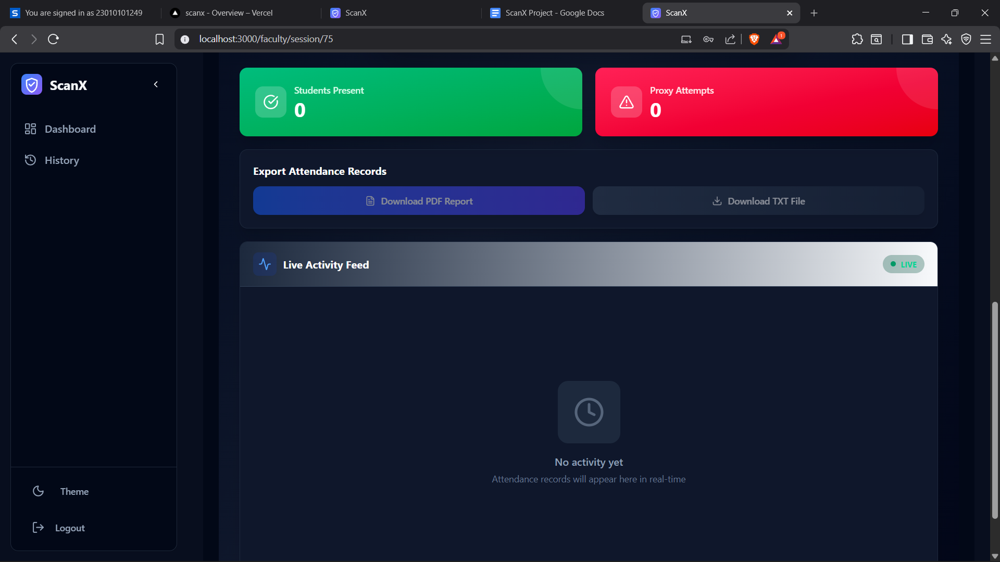 You are signed in as 23010101249
scanx - Overview – Vercel
ScanX
ScanX Project - Google Docs
ScanX
localhost:3000/faculty/session/75
1
ScanX
Dashboard
History
Theme
Logout
Students Present
0
Proxy Attempts
0
Export Attendance Records
Download PDF Report
Download TXT File
Live Activity Feed
LIVE
No activity yet
Attendance records will appear here in real-time